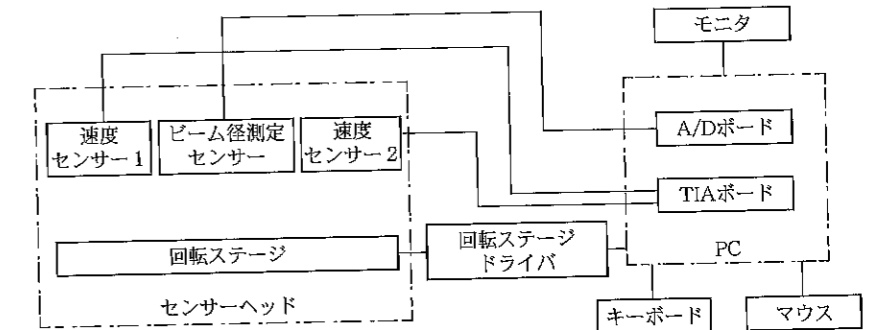 モニタ
速度
センサー1
ビーム径測定
センサー
速度
センサー2
A/Dボード
TIAボード
回転ステージ
回転ステージ
ドライバ
PC
センサーヘッド
キーボード
マウス